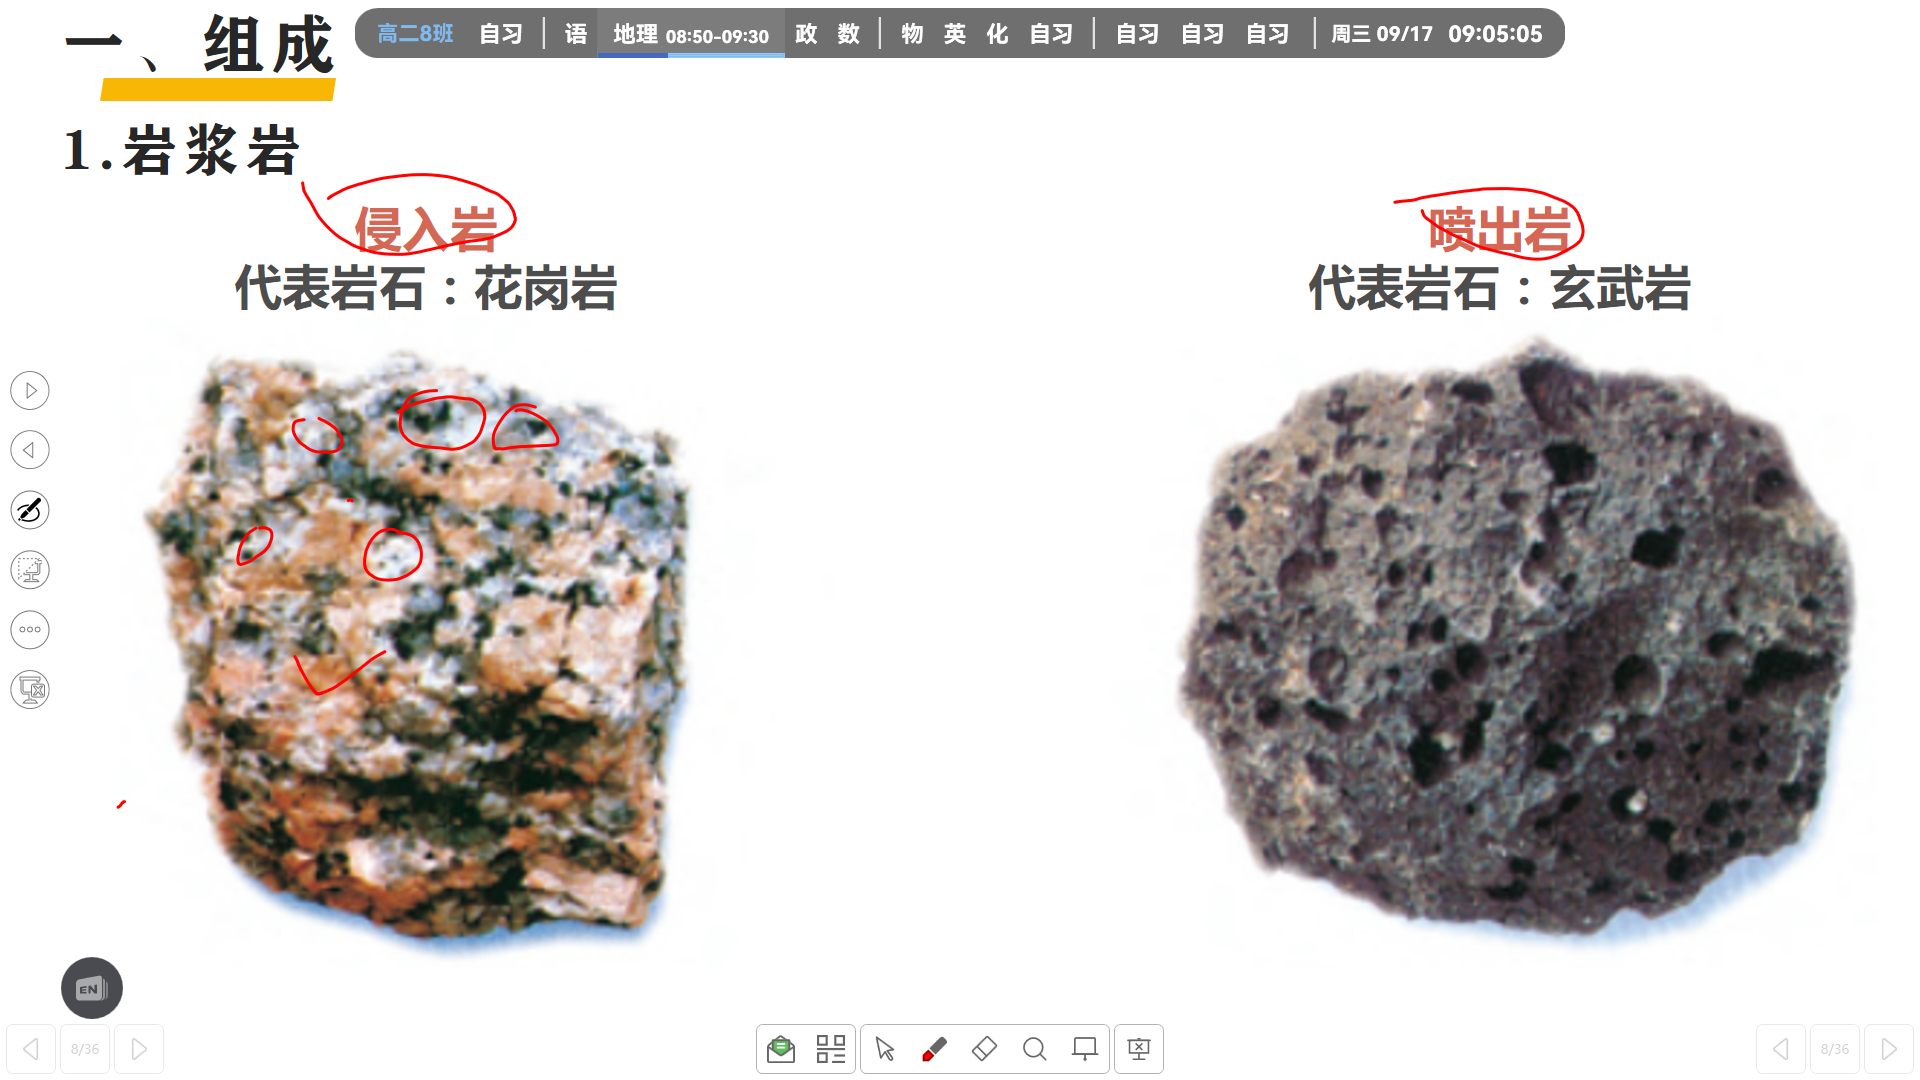 一、组成
高二8班 自习 语 地理 08:50-09:30 政 数 物 英 化 自习 自习 自习 自习 周三 09/17 09:05:05
1.岩浆岩
侵入岩
代表岩石：花岗岩
喷出岩
代表岩石：玄武岩
EN
8/36
8/36